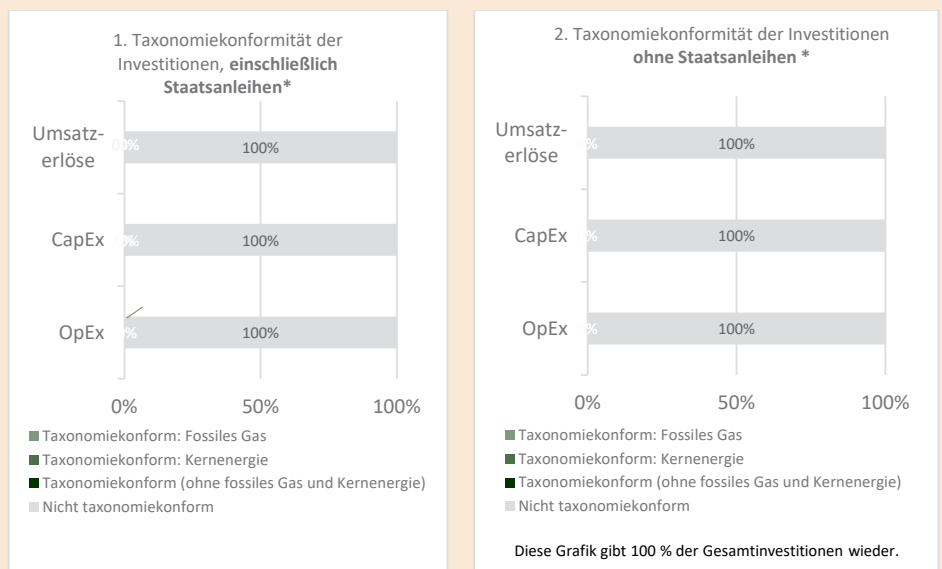 1. Taxonomiekonformität der
Investitionen, einschließlich
Staatsanleihen*
Umsatz-
erlöse
100%
CapEx
100%
OpEx
100%
0%
50%
100%
Taxonomiekonform: Fossiles Gas
Taxonomiekonform: Kernenergie
Taxonomiekonform (ohne fossiles Gas und Kernenergie)
Nicht taxonomiekonform
2. Taxonomiekonformität der Investitionen
ohne Staatsanleihen *
Umsatz-
erlöse
100%
CapEx
100%
OpEx
100%
0%
50%
100%
Taxonomiekonform: Fossiles Gas
Taxonomiekonform: Kernenergie
Taxonomiekonform (ohne fossiles Gas und Kernenergie)
Nicht taxonomiekonform
Diese Grafik gibt 100 % der Gesamtinvestitionen wieder.